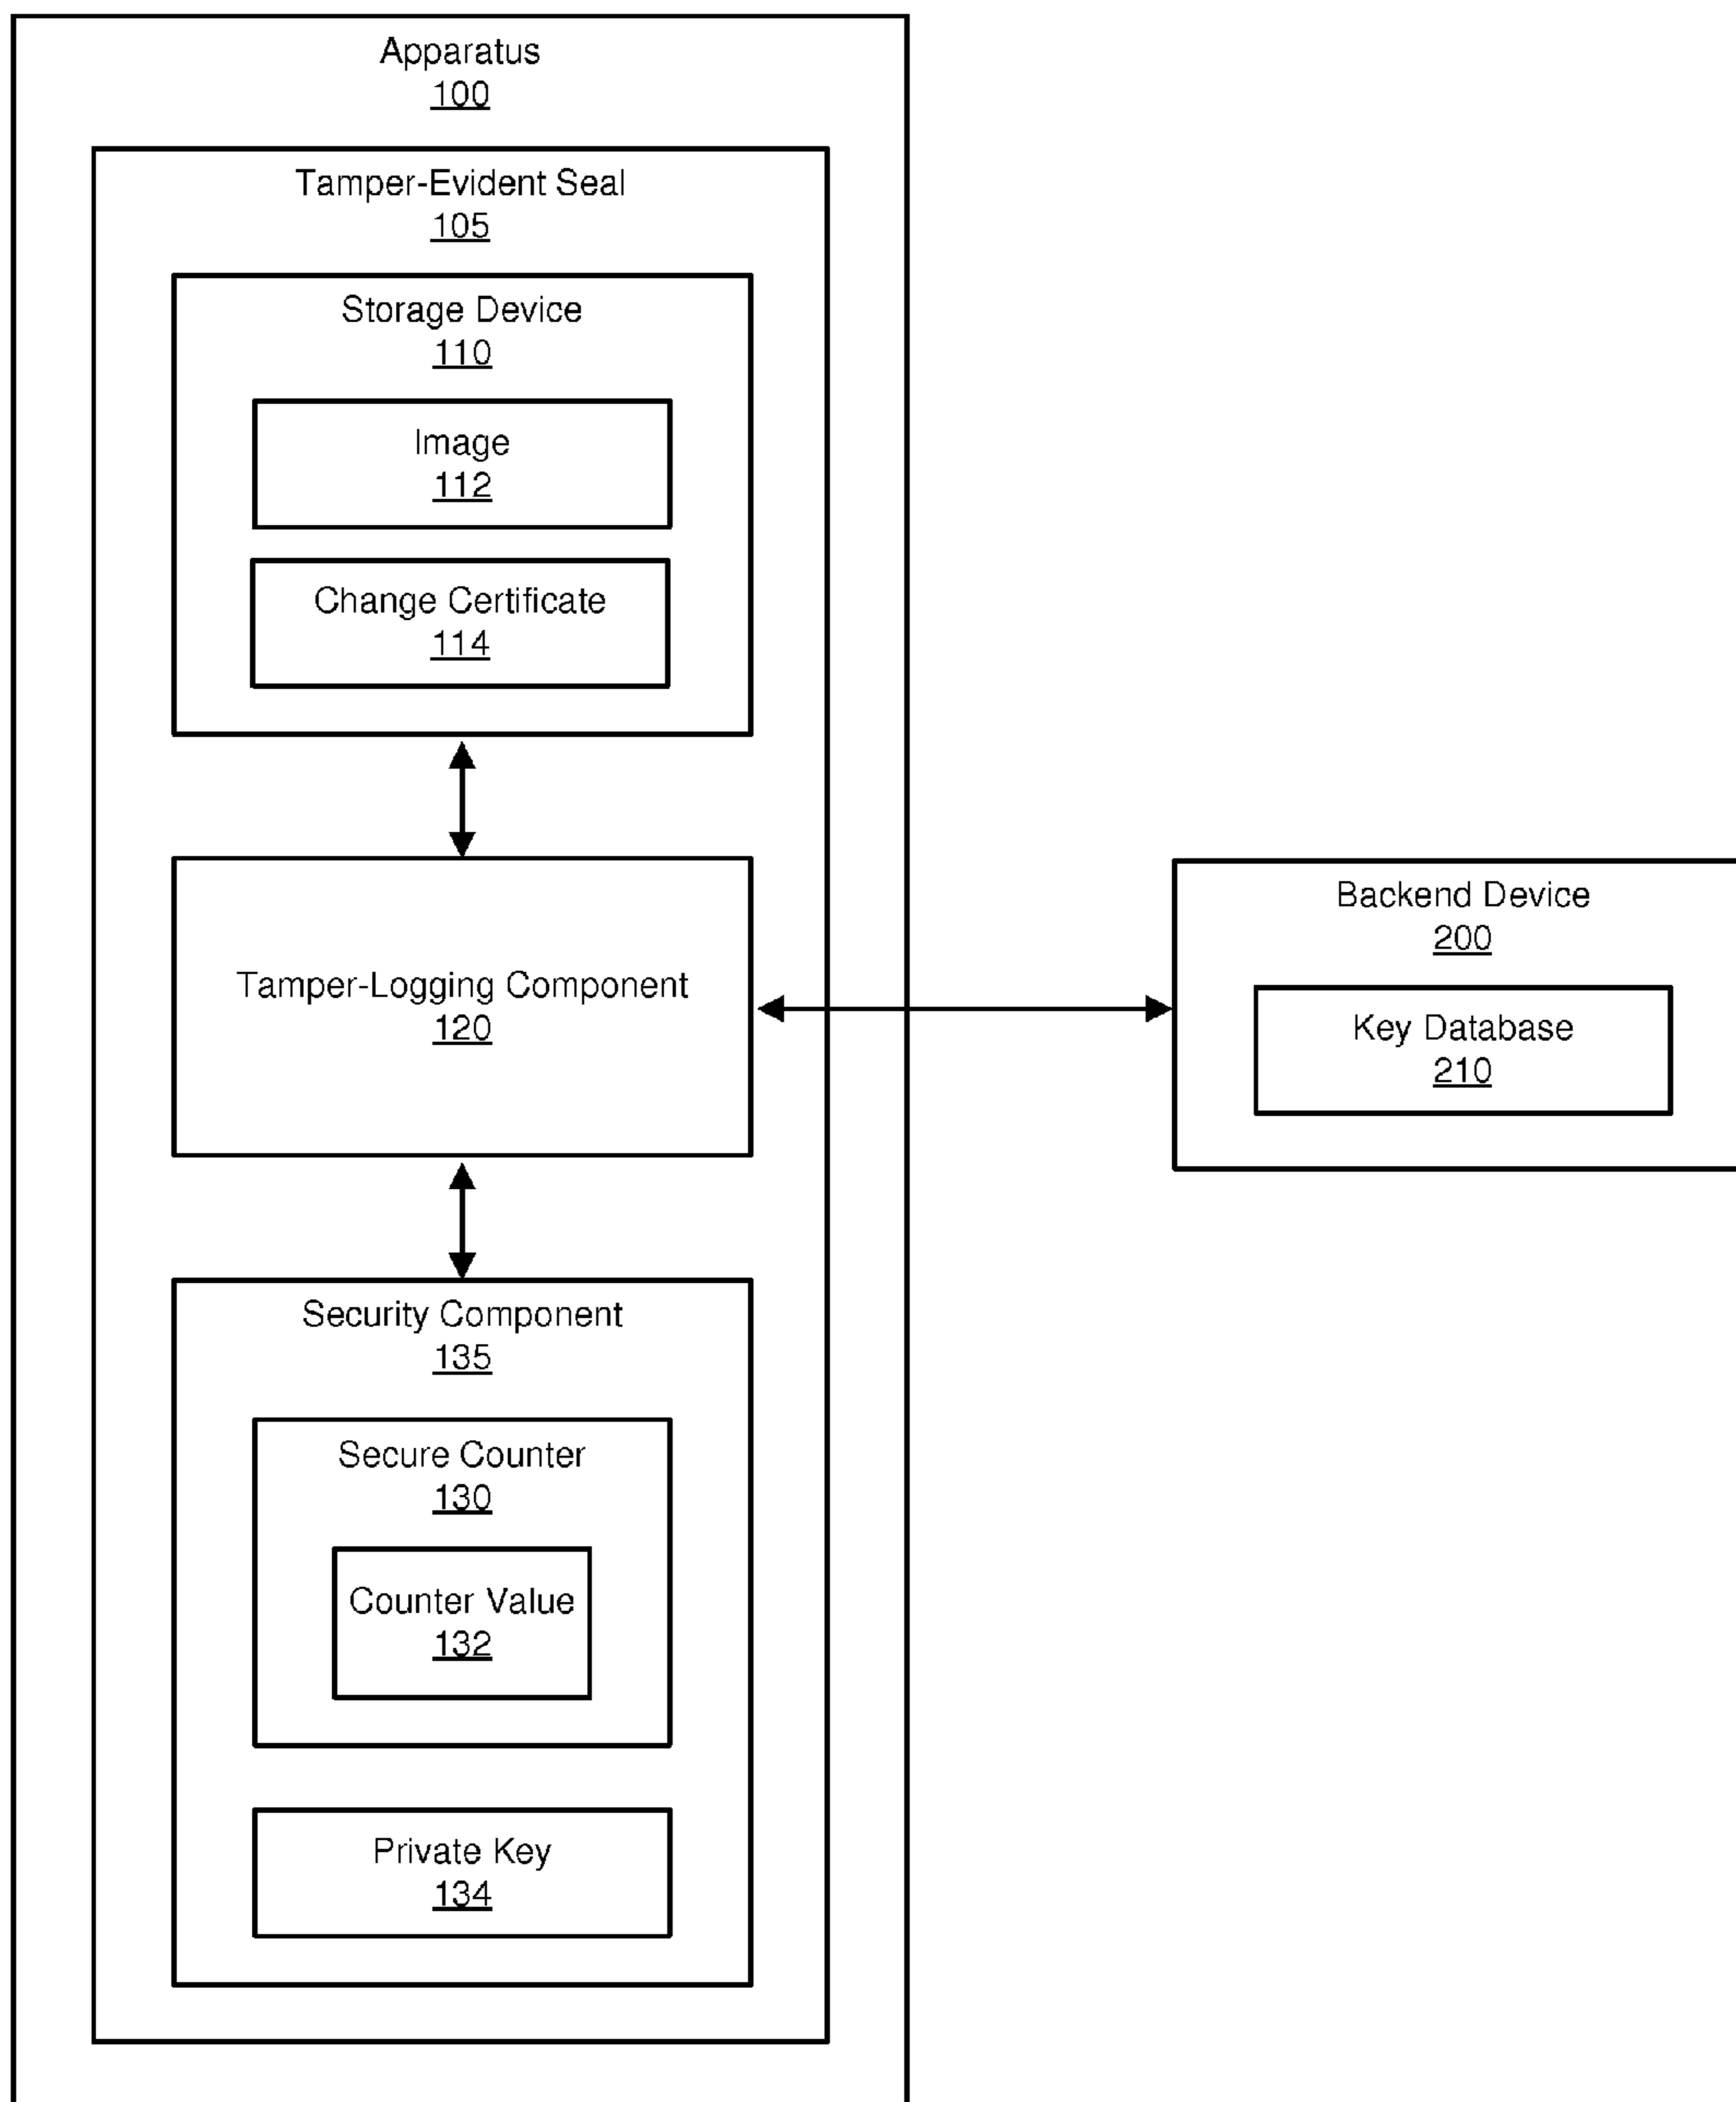 Apparatus
100
Tamper-Evident Seal
105
Storage Device
110
Image
112
Change Certificate
114
Tamper-Logging Component
120
Backend Device
200
Key Database
210
Security Component
135
Secure Counter
130
Counter Value
132
Private Key
134